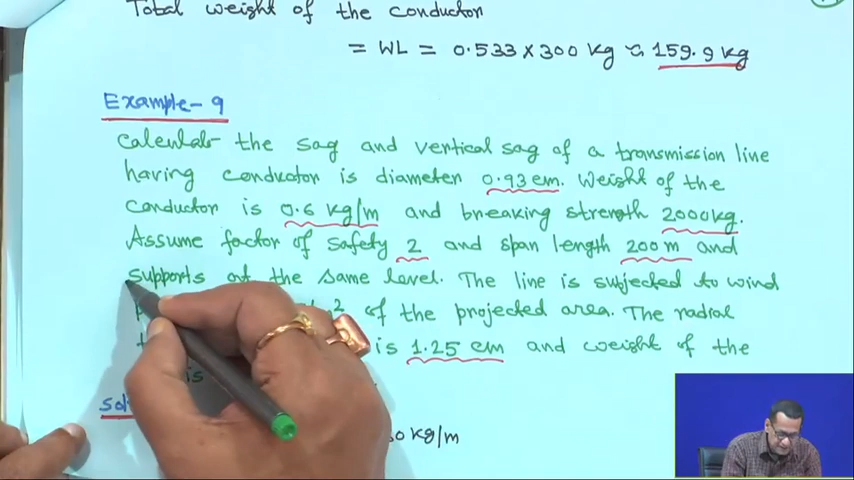 Total weight of the conductor
= WL = 0.533 × 300 kg ≃ 159.9 kg
Example-9
Calculate the sag and vertical sag of a transmission line
having conductor is diameter 0.93 cm. Weight of the
conductor is 0.6 kg/m and breaking strength 2000kg.
Assume factor of safety 2 and span length 200 m and
supports at the same level. The line is subjected to wind
of the projected area. The radial
is 1.25 cm and weight of the
is
kg/m